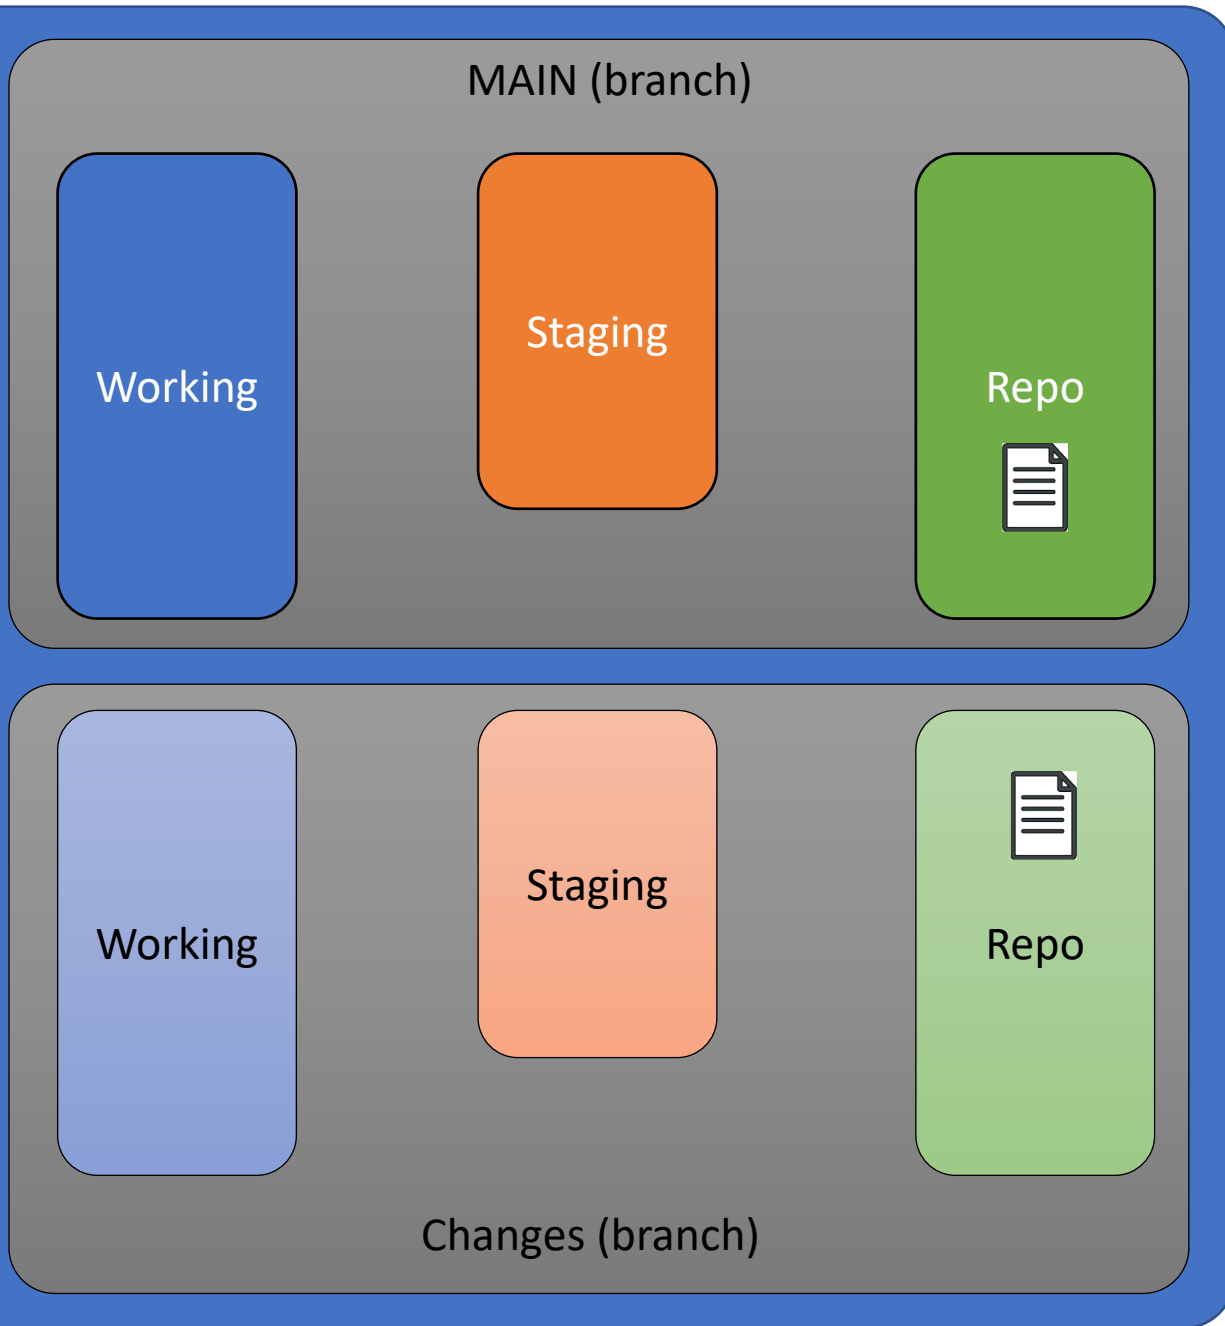 MAIN (branch)
Working
Staging
Repo
Working
Staging
Repo
Changes (branch)